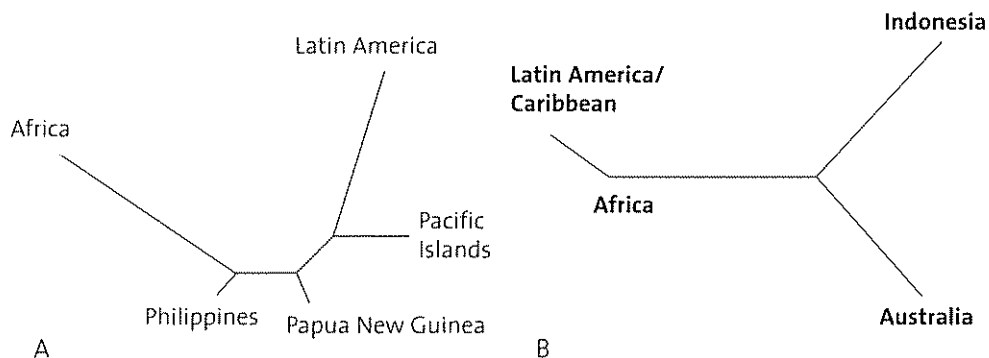 Latin America
Africa
Pacific
Islands
Philippines
Papua New Guinea
A
Indonesia
Latin America/
Caribbean
Africa
Australia
B